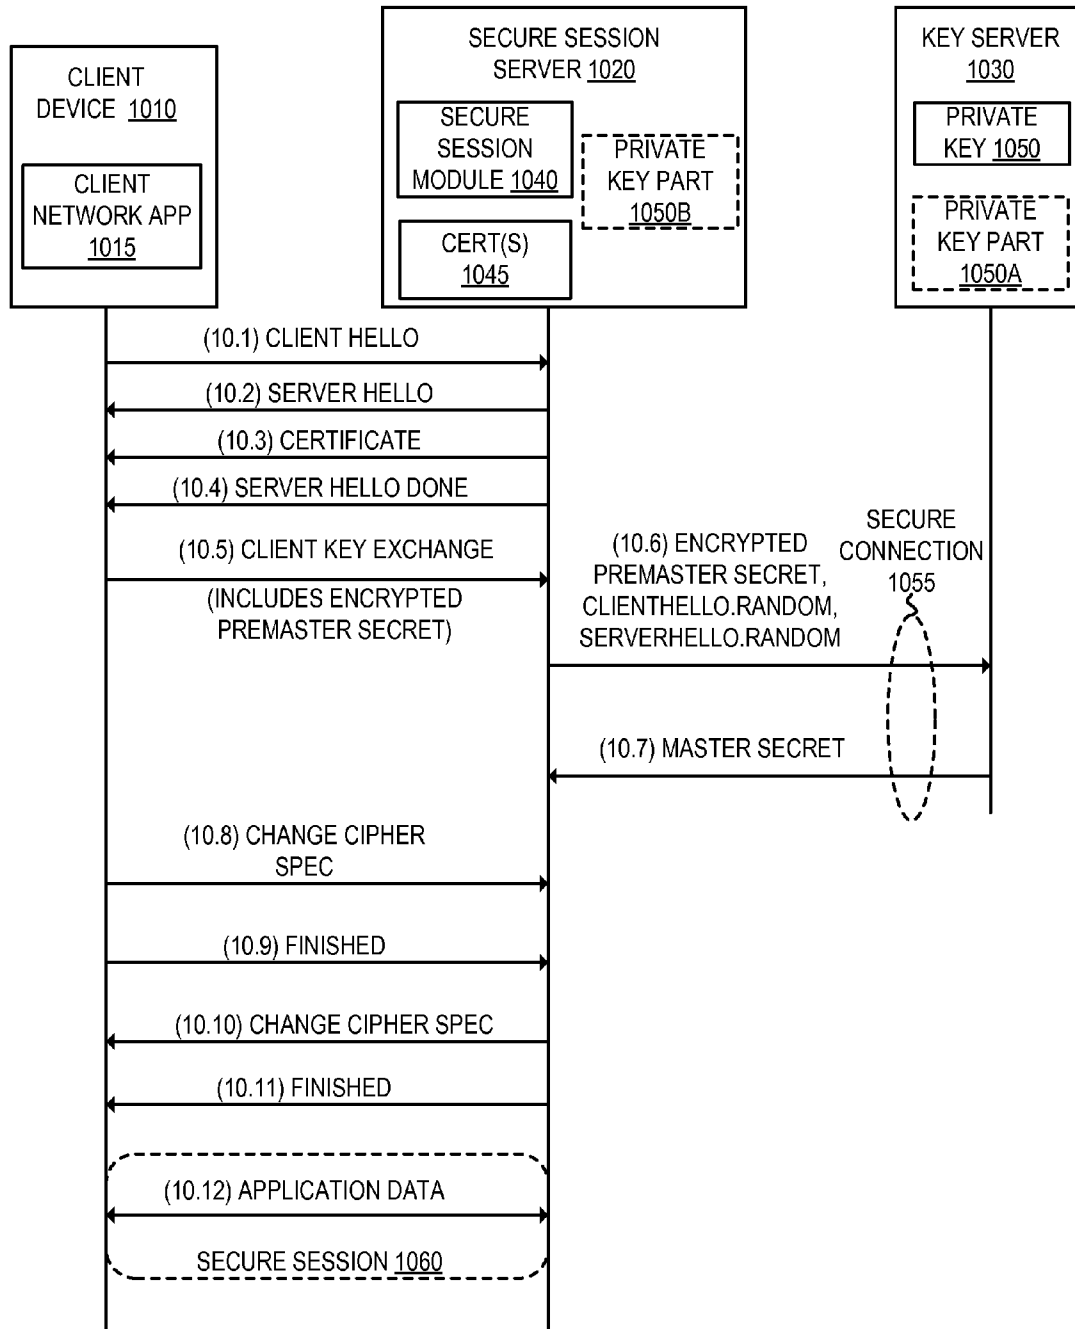 CLIENT
DEVICE 1010
CLIENT
NETWORK APP
1015
SECURE SESSION
SERVER 1020
SECURE
SESSION
MODULE 1040
PRIVATE
KEY PART
1050B
CERT(S)
1045
KEY SERVER
1030
PRIVATE
KEY 1050
PRIVATE
KEY PART
1050A
(10.1) CLIENT HELLO
(10.2) SERVER HELLO
(10.3) CERTIFICATE
(10.4) SERVER HELLO DONE
(10.5) CLIENT KEY EXCHANGE
(INCLUDES ENCRYPTED
PREMASTER SECRET)
(10.6) ENCRYPTED
PREMASTER SECRET,
CLIENTHELLO.RANDOM,
SERVERHELLO.RANDOM
SECURE
CONNECTION
1055
(10.7) MASTER SECRET
(10.8) CHANGE CIPHER
SPEC
(10.9) FINISHED
(10.10) CHANGE CIPHER SPEC
(10.11) FINISHED
(10.12) APPLICATION DATA
SECURE SESSION 1060